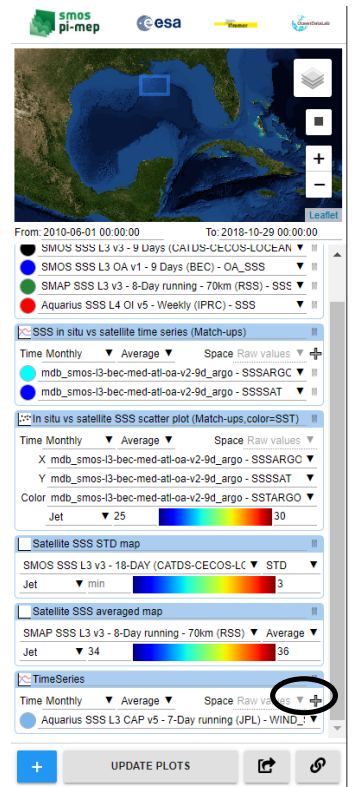 smos
pi-mep
esa
ifremer
OceanDataLab
+
−
Leaflet
From: 2010-06-01 00:00:00 To: 2018-10-29 00:00:00
SMOS SSS L3 v3 - 9 Days (CATDS-CECOS-LOCEAN ▼
SMOS SSS L3 OA v1 - 9 Days (BEC) - OA_SSS ▼
SMAP SSS L3 v3 - 8-Day running - 70km (RSS) - SSS ▼
Aquarius SSS L4 OI v5 - Weekly (IPRC) - SSS ▼
SSS in situ vs satellite time series (Match-ups)
Time Monthly ▼ Average ▼ Space Raw values ▼
mdb_smos-l3-bec-med-atl-oa-v2-9d_argo - SSSARGO ▼
mdb_smos-l3-bec-med-atl-oa-v2-9d_argo - SSSSAT ▼
In situ vs satellite SSS scatter plot (Match-ups,color=SST)
Time Monthly ▼ Average ▼ Space Raw values ▼
X mdb_smos-l3-bec-med-atl-oa-v2-9d_argo - SSSARGO ▼
Y mdb_smos-l3-bec-med-atl-oa-v2-9d_argo - SSSSAT ▼
Color mdb_smos-l3-bec-med-atl-oa-v2-9d_argo - SSTARGO ▼
Jet ▼ 25 30
Satellite SSS STD map
SMOS SSS L3 v3 - 18-DAY (CATDS-CECOS-LC ▼ STD ▼
Jet ▼ min 3
Satellite SSS averaged map
SMAP SSS L3 v3 - 8-Day running - 70km (RSS) ▼ Average ▼
Jet ▼ 34 36
TimeSeries
Time Monthly ▼ Average ▼ Space Raw values ▼
Aquarius SSS L3 CAP v5 - 7-Day running (JPL) - WIND_S ▼
+ UPDATE PLOTS